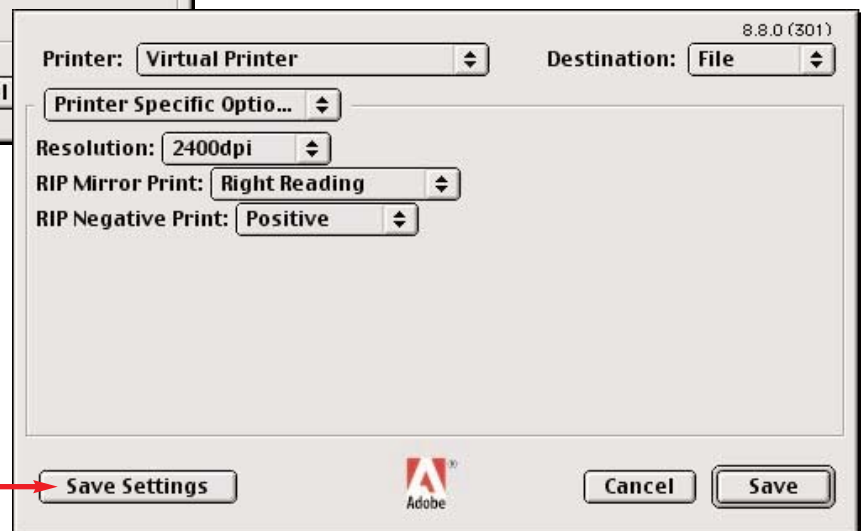 8.8.0 (301)
Printer: Virtual Printer Destination: File
Printer Specific Optio...
Resolution: 2400dpi
RIP Mirror Print: Right Reading
RIP Negative Print: Positive
Save Settings
Adobe ®
Cancel Save